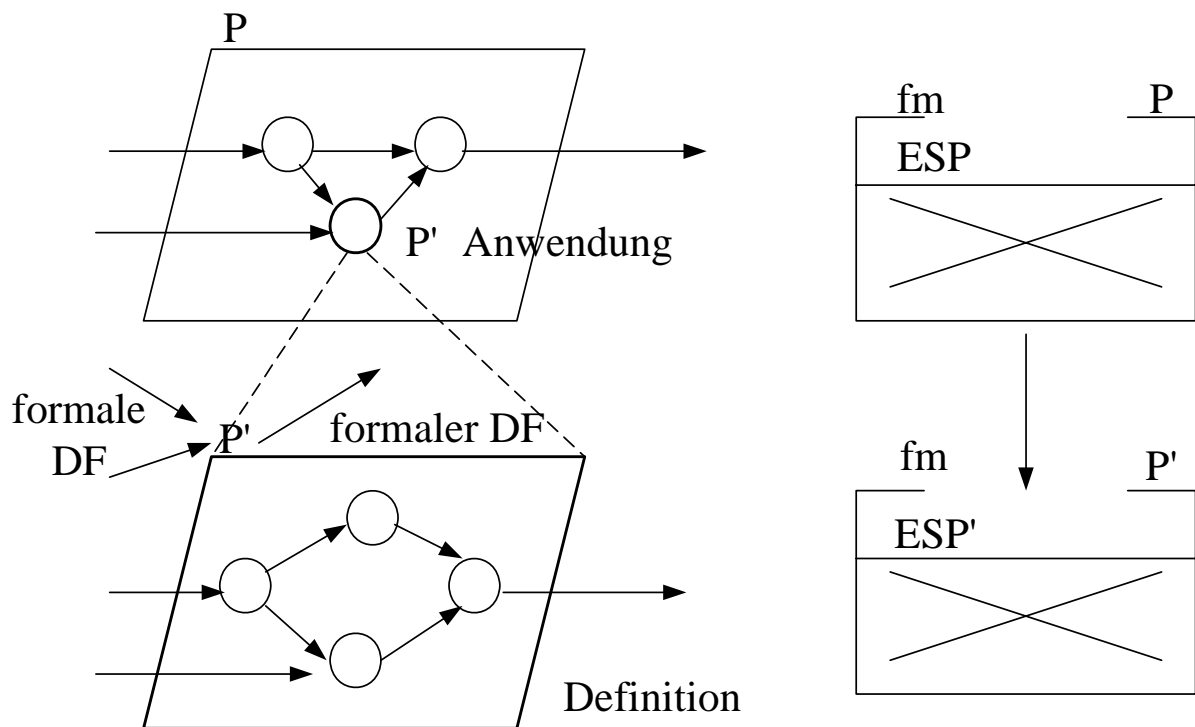 P
P' Anwendung
formale
DF
P'
formaler DF
Definition
fm
P
ESP
fm
P'
ESP'